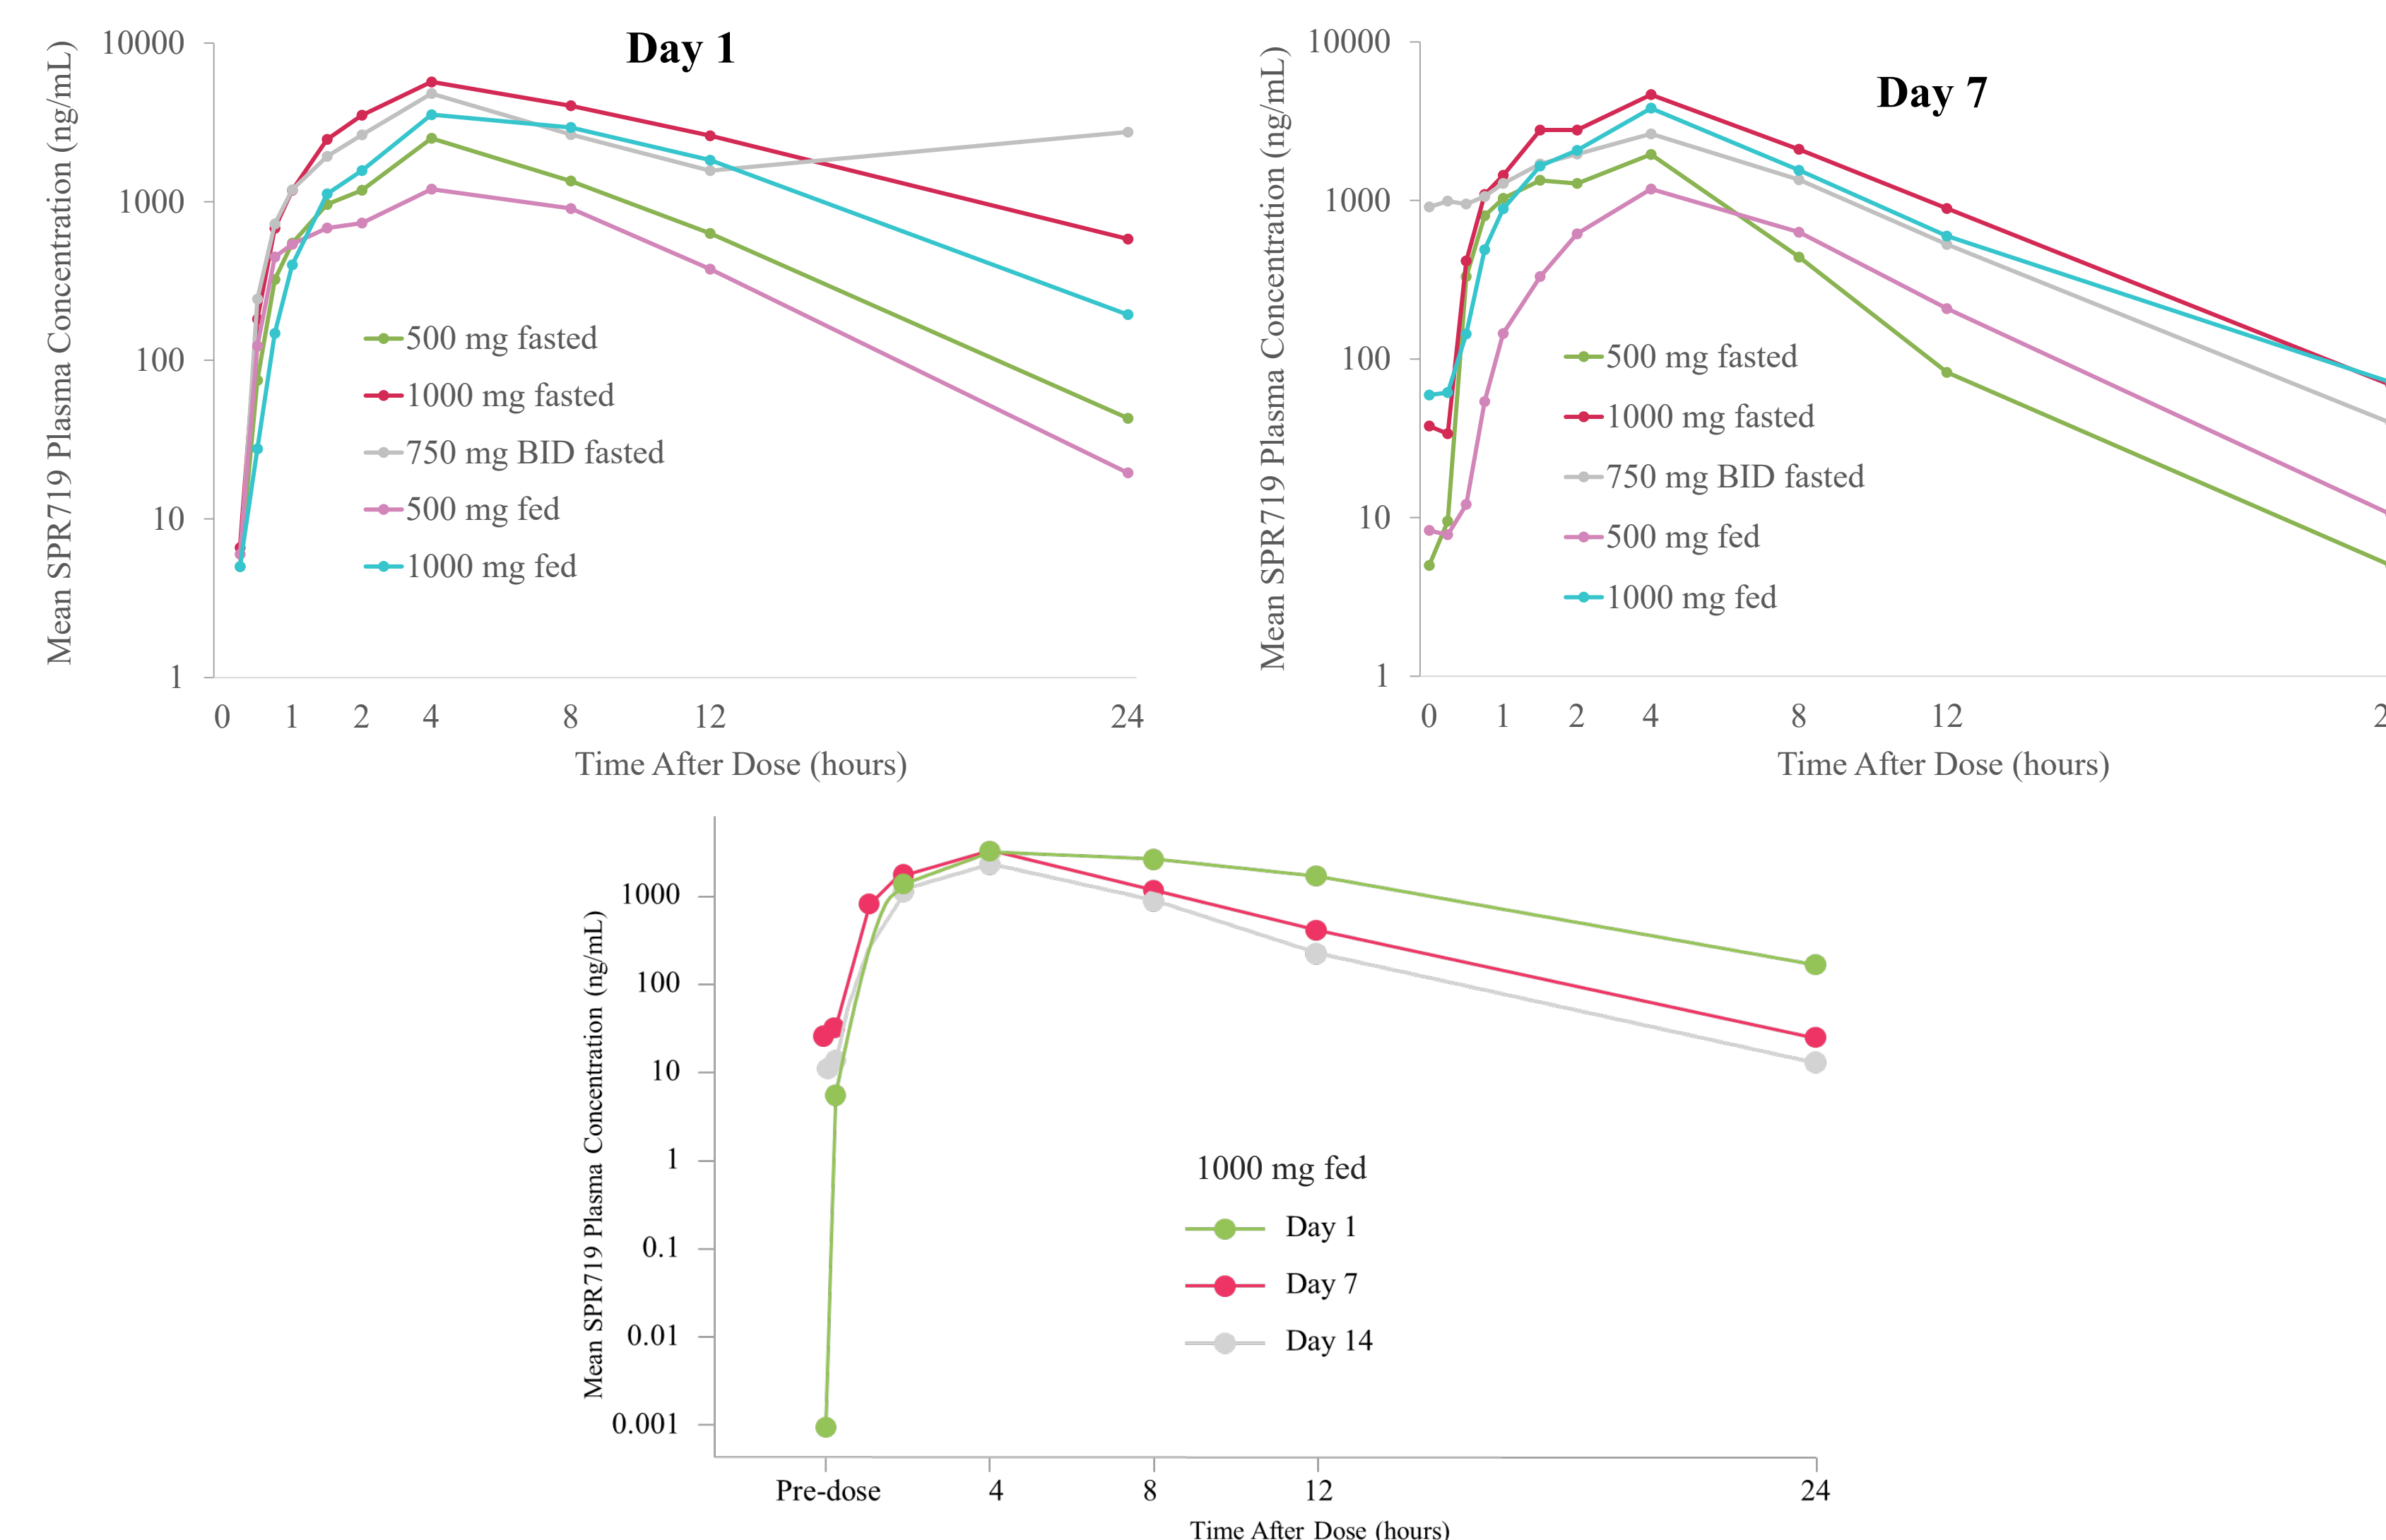 Day 1
Mean SPR719 Plasma Concentration (ng/mL)
10000
1000
100
10
1
500 mg fasted
1000 mg fasted
750 mg BID fasted
500 mg fed
1000 mg fed
0 1 2 4 8 12 24
Time After Dose (hours)
Day 7
Mean SPR719 Plasma Concentration (ng/mL)
10000
1000
100
10
1
500 mg fasted
1000 mg fasted
750 mg BID fasted
500 mg fed
1000 mg fed
0 1 2 4 8 12 2
Time After Dose (hours)
Mean SPR719 Plasma Concentration (ng/mL)
1000
100
10
1
0.1
0.01
0.001
1000 mg fed
Day 1
Day 7
Day 14
Pre-dose 4 8 12 24
Time After Dose (hours)